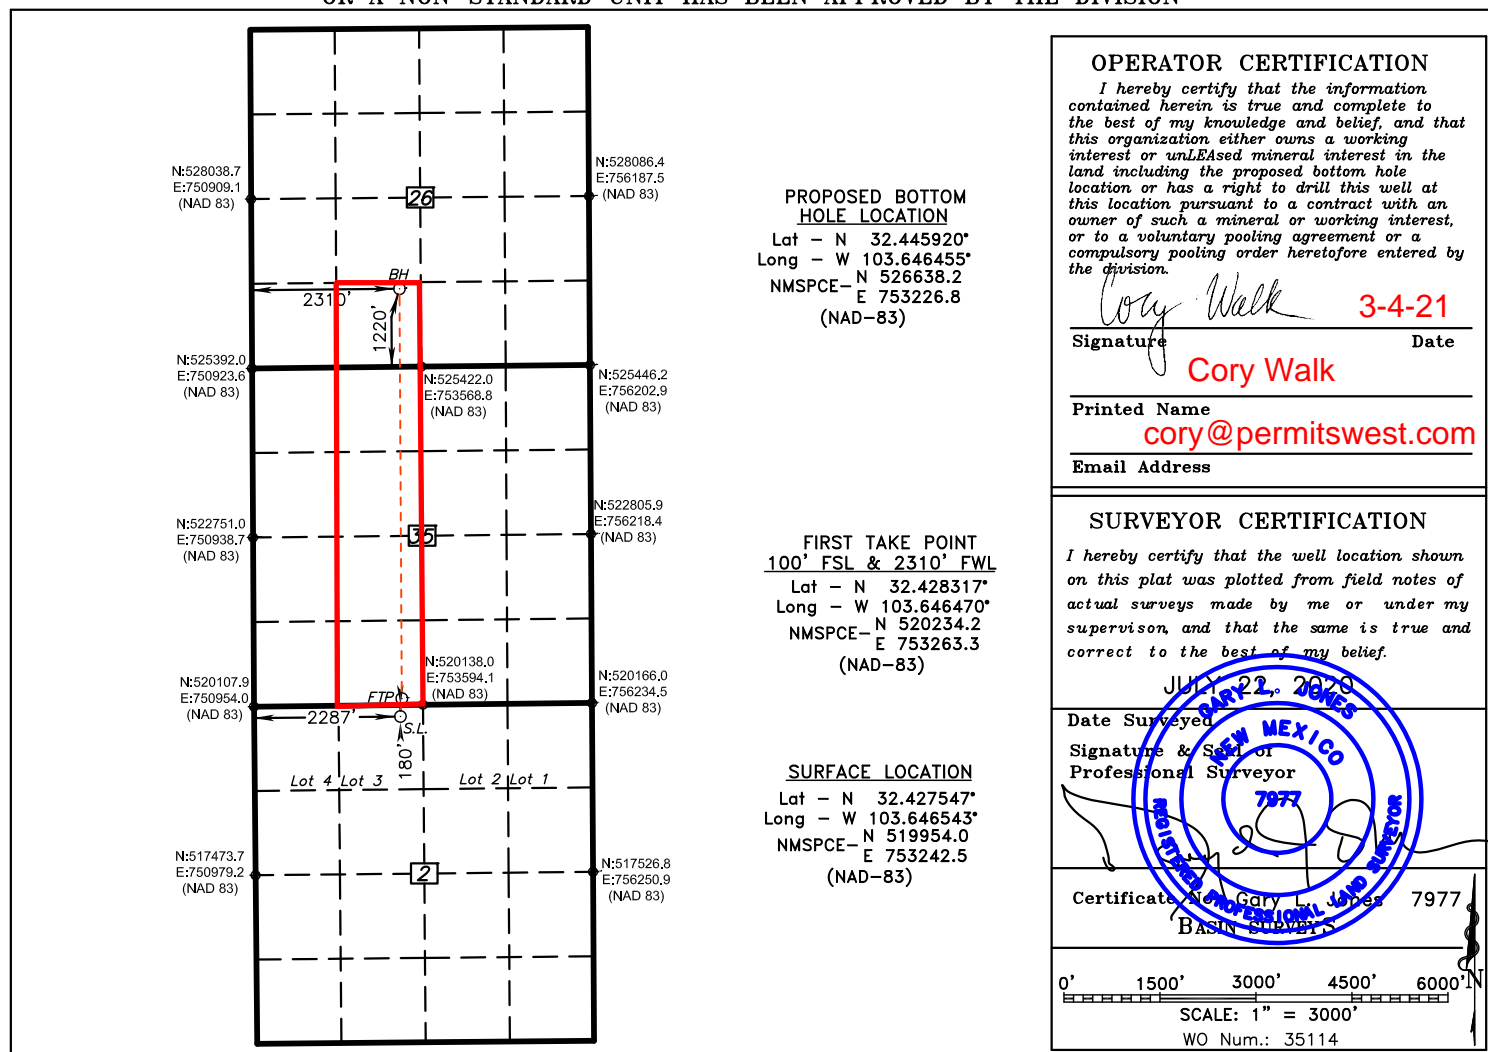 OR A NON-STANDARD UNIT HAS BEEN APPROVED BY THE DIVISION
N:528038.7
E:750909.1
(NAD 83)
N:528086.4
E:756187.5
(NAD 83)
26
BH
2310'
1220'
N:525392.0
E:750923.6
(NAD 83)
N:525422.0
E:753568.8
(NAD 83)
N:525446.2
E:756202.9
(NAD 83)
N:522751.0
E:750938.7
(NAD 83)
35
N:522805.9
E:756218.4
(NAD 83)
N:520107.9
E:750954.0
(NAD 83)
N:520138.0
E:753594.1
(NAD 83)
N:520166.0
E:756234.5
(NAD 83)
FTP
2287'
S.L.
180'
Lot 4 Lot 3 Lot 2 Lot 1
N:517473.7
E:750979.2
(NAD 83)
2
N:517526.8
E:756250.9
(NAD 83)
PROPOSED BOTTOM
HOLE LOCATION
Lat - N 32.445920°
Long - W 103.646455°
NMSPCE- N 526638.2
E 753226.8
(NAD-83)
FIRST TAKE POINT
100' FSL & 2310' FWL
Lat - N 32.428317°
Long - W 103.646470°
NMSPCE- N 520234.2
E 753263.3
(NAD-83)
SURFACE LOCATION
Lat - N 32.427547°
Long - W 103.646543°
NMSPCE- N 519954.0
E 753242.5
(NAD-83)
OPERATOR CERTIFICATION
I hereby certify that the information
contained herein is true and complete to
the best of my knowledge and belief, and that
this organization either owns a working
interest or unLEAsed mineral interest in the
land including the proposed bottom hole
location or has a right to drill this well at
this location pursuant to a contract with an
owner of such a mineral or working interest,
or to a voluntary pooling agreement or a
compulsory pooling order heretofore entered by
the division.
Cory Walk 3-4-21
Signature Date
Cory Walk
Printed Name
cory@permitswest.com
Email Address
SURVEYOR CERTIFICATION
I hereby certify that the well location shown
on this plat was plotted from field notes of
actual surveys made by me or under my
supervison, and that the same is true and
correct to the best of my belief.
JULY 22, 2020
Date Surveyed
Signature & Seal of
Professional Surveyor
GARY L. JONES
NEW MEXICO
7977
REGISTERED PROFESSIONAL LAND SURVEYOR
Certificate No. Gary L. Jones 7977
BASIN SURVEYS
N
0' 1500' 3000' 4500' 6000'
SCALE: 1" = 3000'
WO Num.: 35114